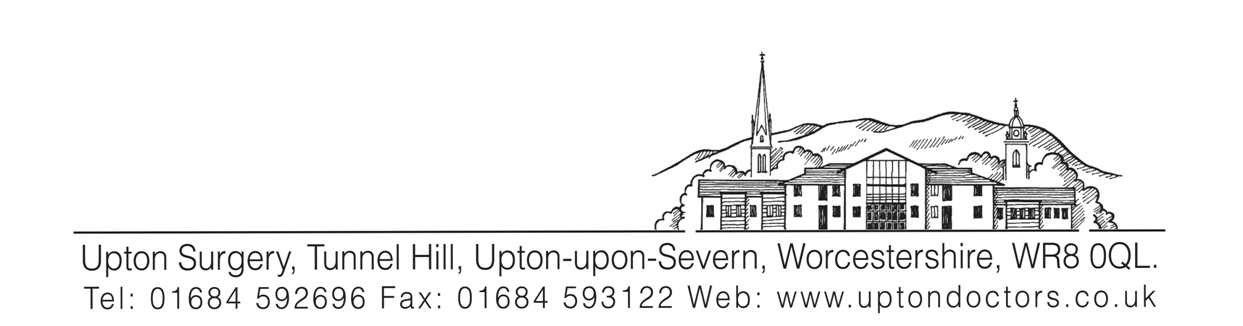 Upton Surgery, Tunnel Hill, Upton-upon-Severn, Worcestershire, WR8 0QL.
Tel: 01684 592696 Fax: 01684 593122 Web: www.uptondoctors.co.uk